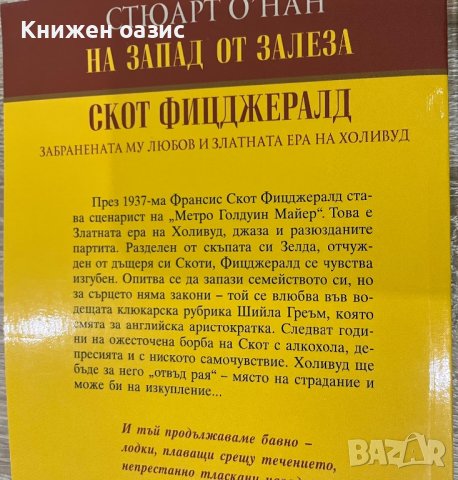 Книжен оазис
СТЮАРТ О'НАН
НА ЗАПАД ОТ ЗАЛЕЗА
СКОТ ФИЦДЖЕРАЛД
ЗАБРАНЕНАТА МУ ЛЮБОВ И ЗЛАТНАТА ЕРА НА ХОЛИВУД
През 1937-ма Франсис Скот Фицджералд ста-
ва сценарист на „Метро Голдуин Майер“. Това е
Златната ера на Холивуд, джаза и разюзданите
партита. Разделен от скъпата си Зелда, отчуж-
ден от дъщеря си Скоти, Фицджералд се чувства
изгубен. Опитва се да запази семейството си, но
за сърцето няма закони – той се влюбва във во-
дещата клюкарска рубрика Шийла Греъм, която
смята за английска аристократка. Следват годи-
ни на ожесточена борба на Скот с алкохола, де-
пресията и с ниското самочувствие. Холивуд ще
бъде за него „отвъд рая“ – място на страдание и
може би на изкупление...
И тъй продължаваме бавно –
лодки, плаващи срещу течението,
непрестанно тласкани
bazar.bg